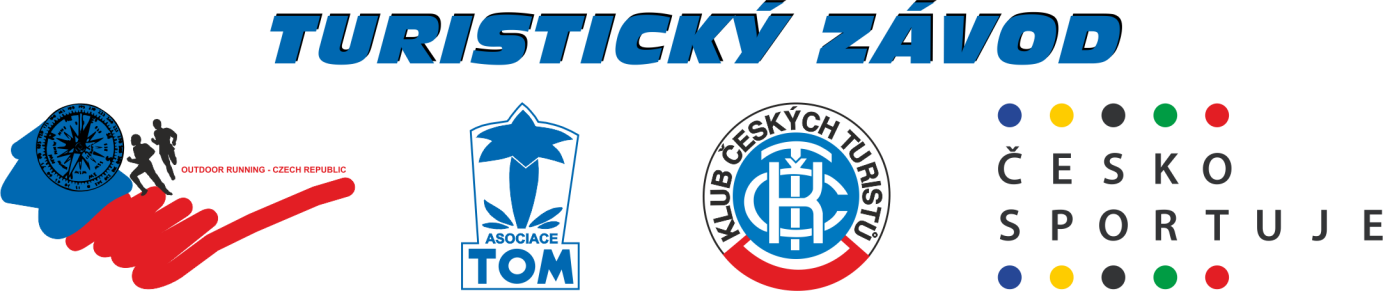 TURISTICKÝ ZÁVOD
OUTDOOR RUNNING - CZECH REPUBLIC
ASOCIACE
TOM
KLUB ČESKÝCH TURISTŮ
KČT
ČESKO
SPORTUJE